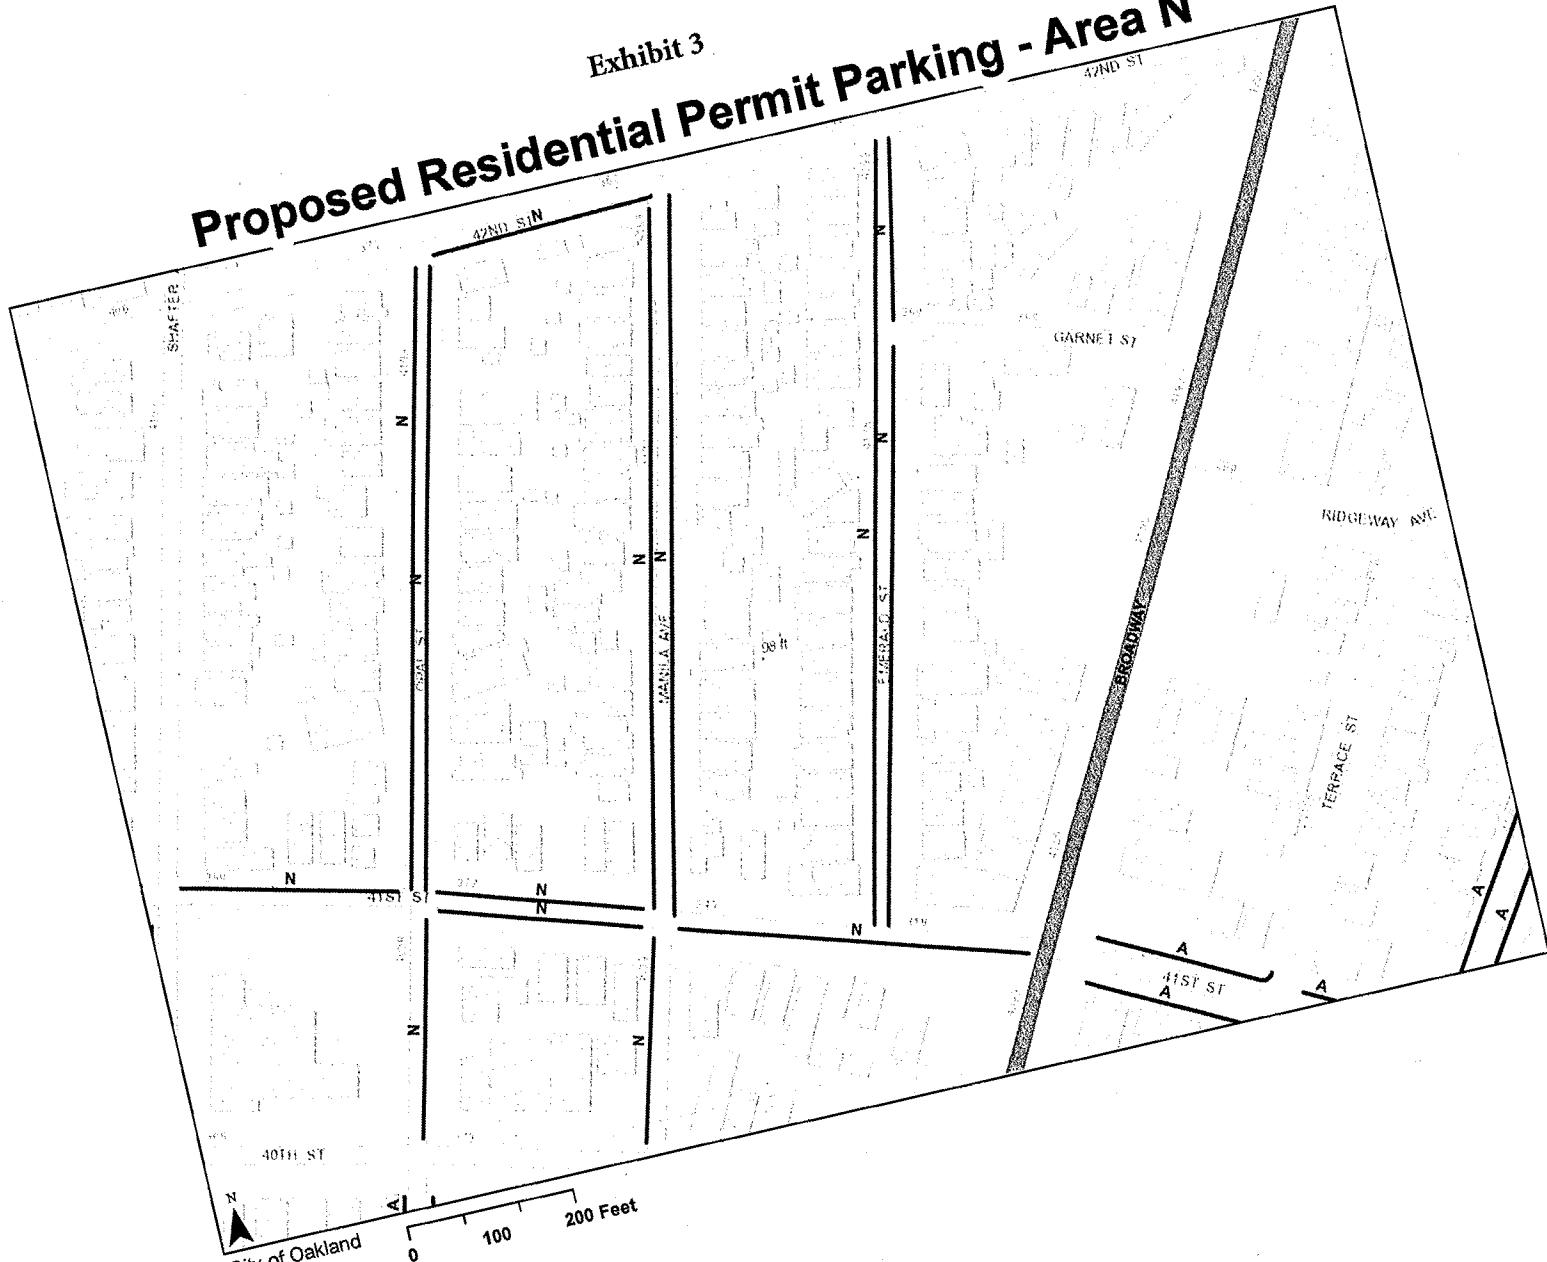 Exhibit 3
Proposed Residential Permit Parking - Area N
42ND ST
42ND ST
N
SHAFTER
N
GARNET ST
N
N
RIDGEWAY AVE
N
N
N
N
OPAL ST
MANILA AVE
98 ft
EMERALD ST
BROADWAY
TERRACE ST
N
41ST ST
N
N
N
A
A
A
41ST ST
A
A
N
N
40TH ST
N
A
City of Oakland
0
100
200 Feet